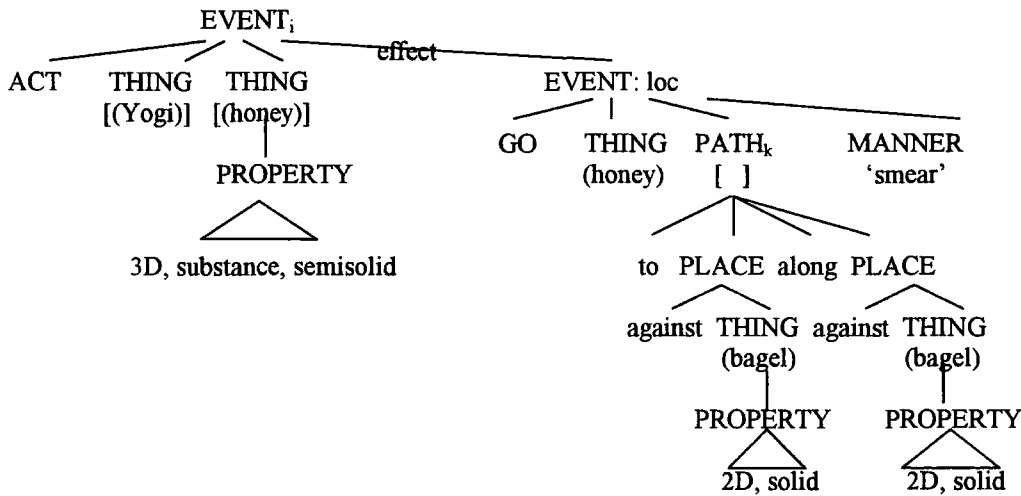 EVENTi
effect
ACT THING THING EVENT: loc
[(Yogi)] [(honey)]
GO THING PATHk MANNER
(honey) [ ] 'smear'
PROPERTY
3D, substance, semisolid
to PLACE along PLACE
against THING against THING
(bagel) (bagel)
PROPERTY PROPERTY
2D, solid 2D, solid